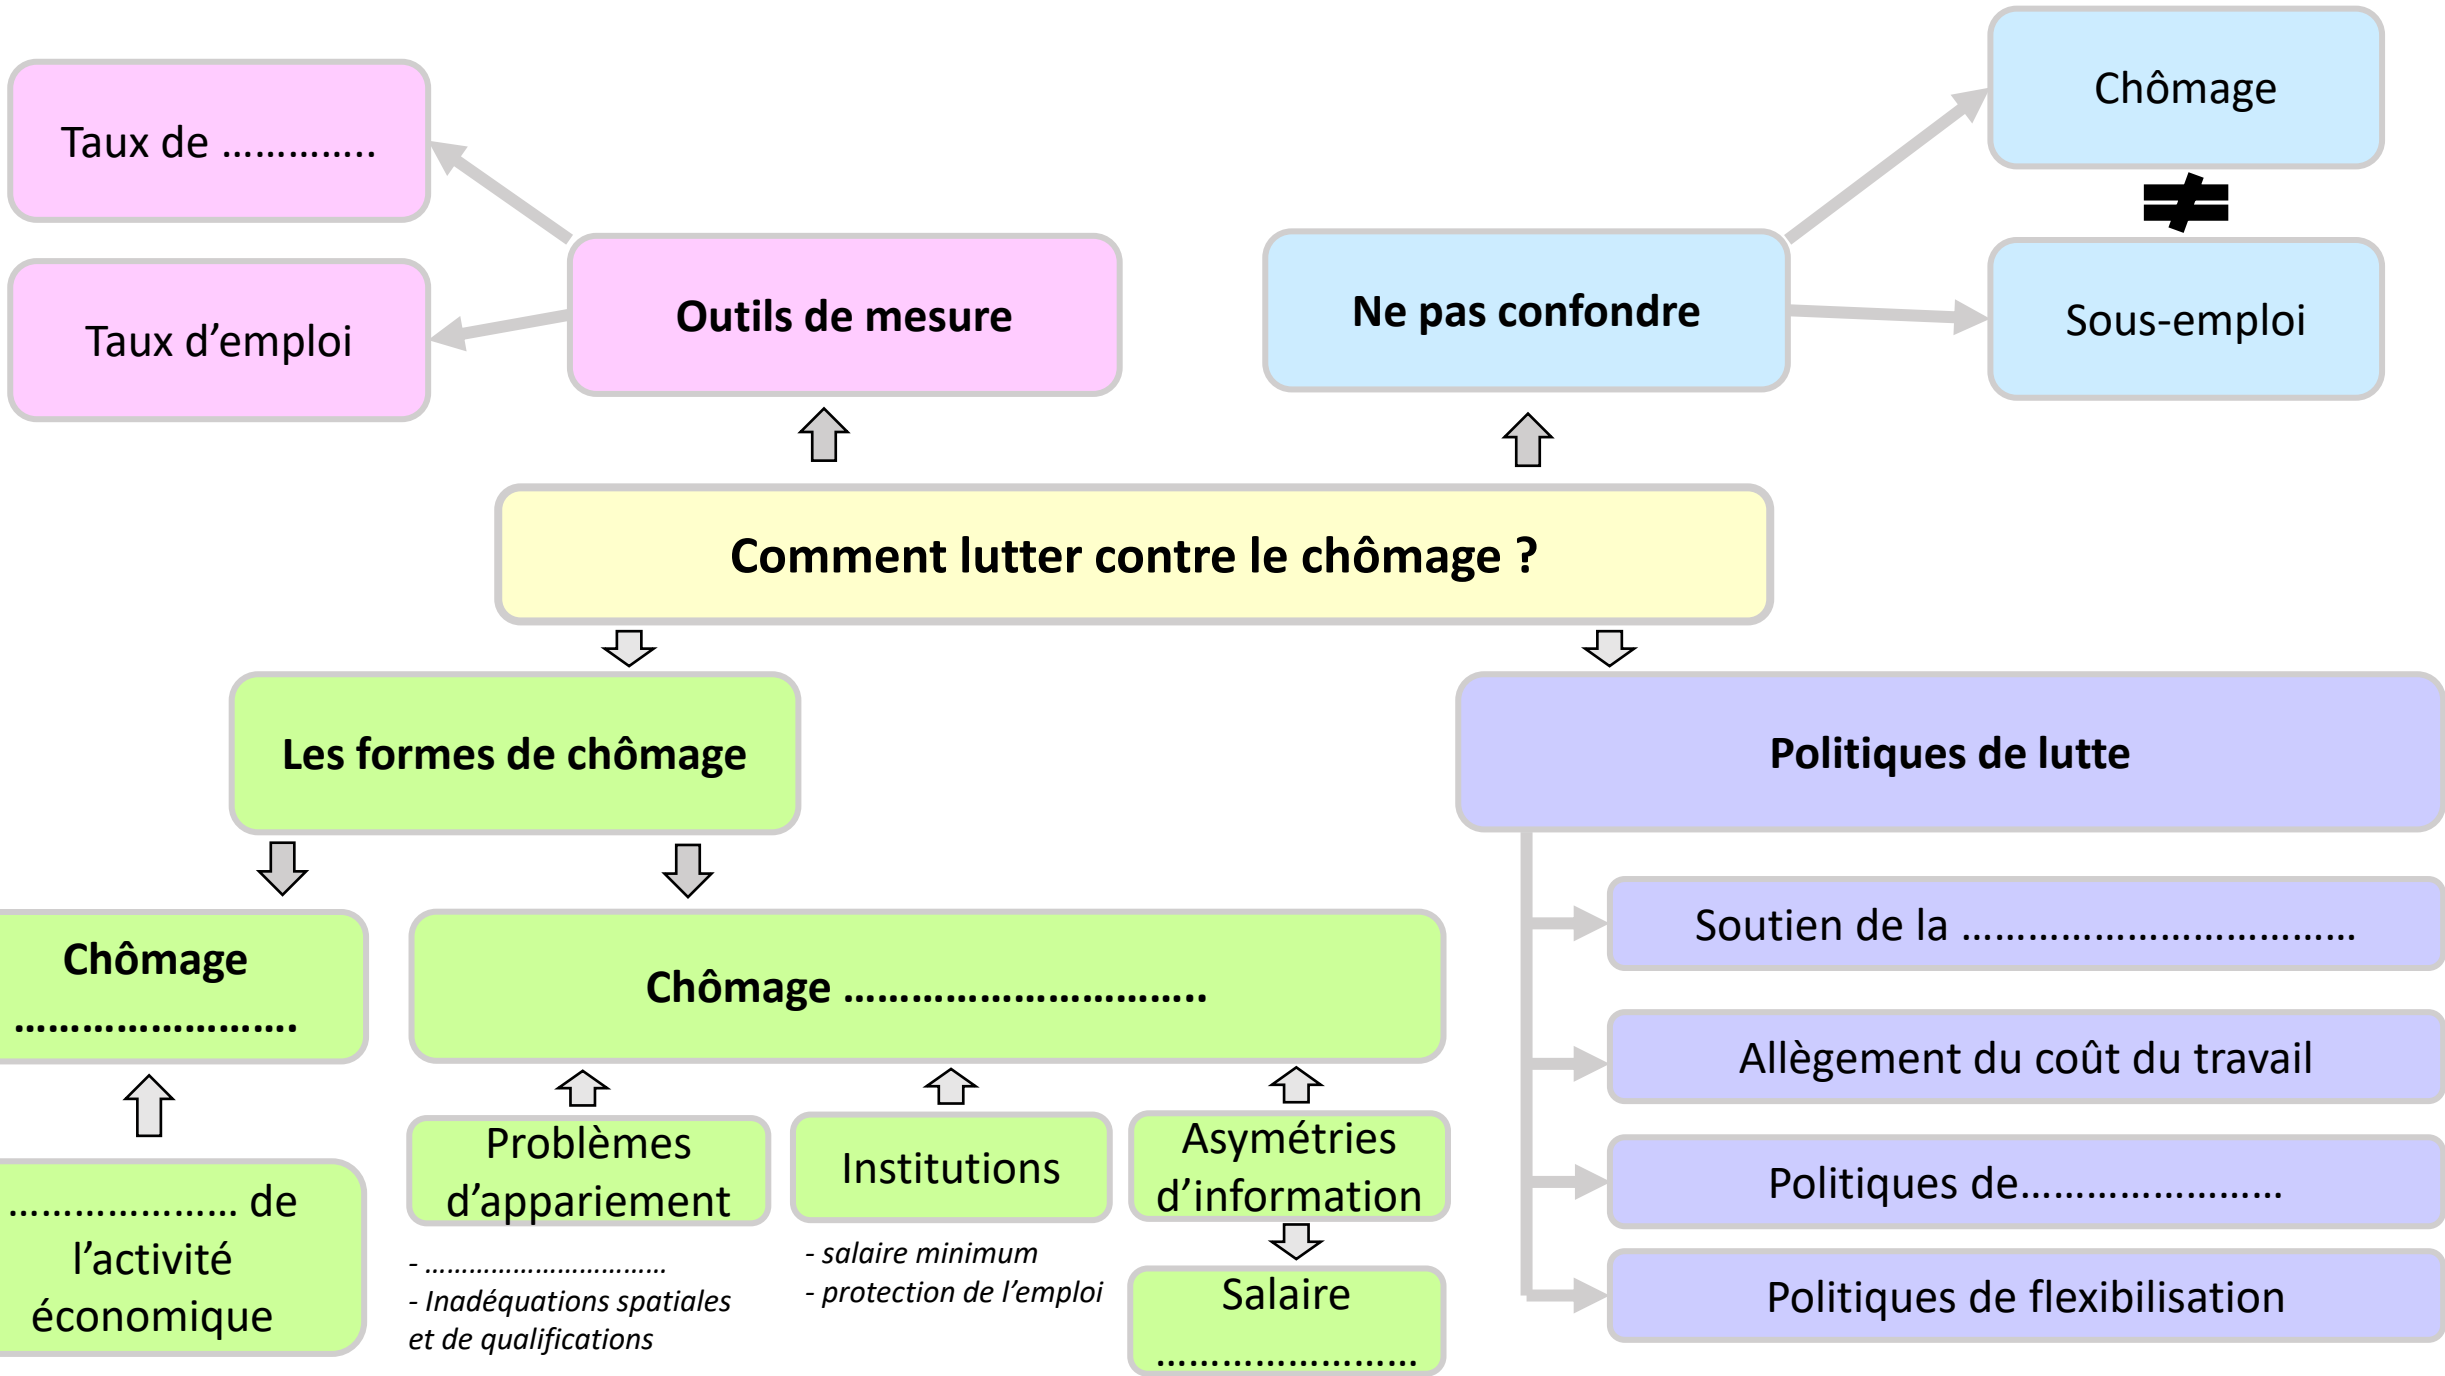 Taux de …………..
Taux d’emploi
Outils de mesure
Ne pas confondre
Chômage
≠
Sous-emploi
Comment lutter contre le chômage ?
Les formes de chômage
Politiques de lutte
Chômage
…………………….
Chômage …………………………..
………………… de
l’activité
économique
Problèmes
d’appariement
- ……………………………
- Inadéquations spatiales
et de qualifications
Institutions
- salaire minimum
- protection de l’emploi
Asymétries
d’information
Salaire
……………………
Soutien de la ………………………………
Allègement du coût du travail
Politiques de……………………
Politiques de flexibilisation